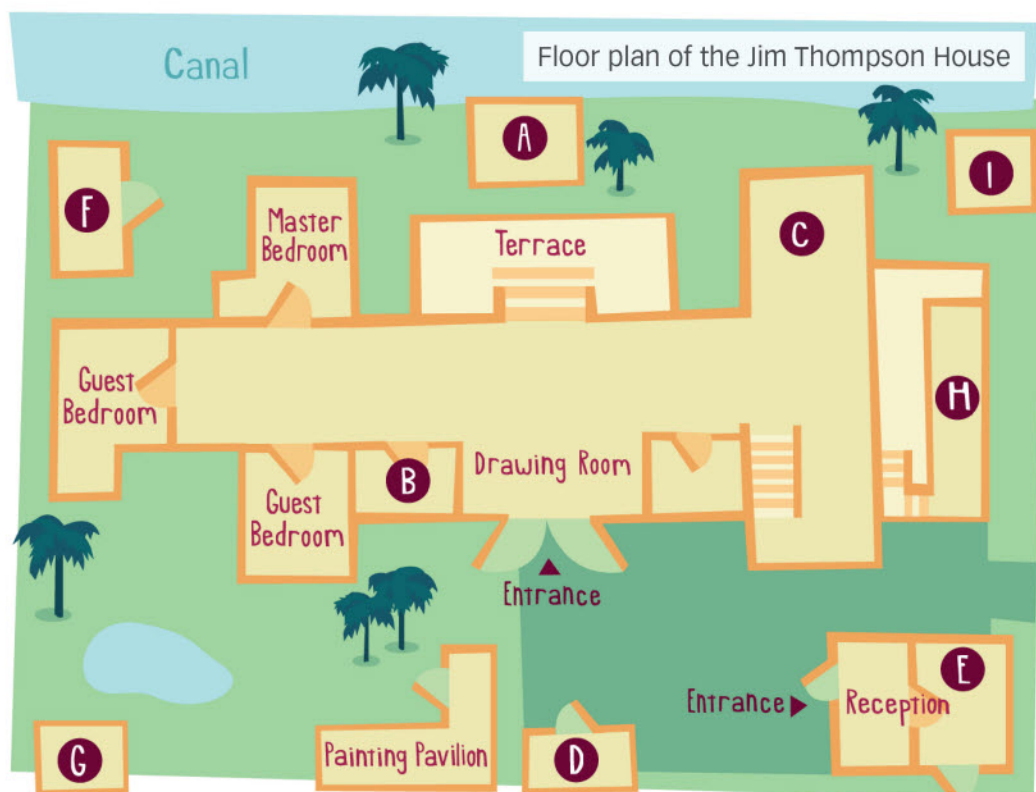 Canal
Floor plan of the Jim Thompson House
A
I
F
Master
Bedroom
Terrace
C
Guest
Bedroom
H
Drawing Room
B
Guest
Bedroom
Entrance
E
Entrance
Reception
G
Painting Pavilion
D